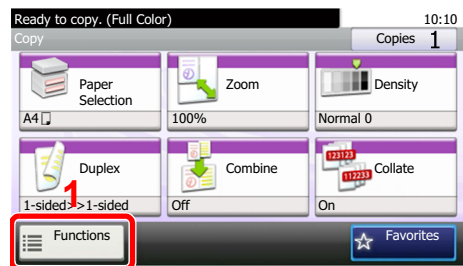 Ready to copy. (Full Color) 10:10
Copy Copies 1
Paper Selection Zoom Density
A4 100% Normal 0
123123
112233
Duplex Combine Collate
1
1-sided>>1-sided Off On
Functions Favorites